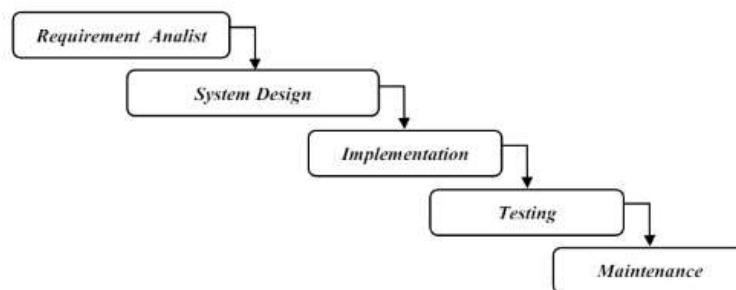 Requirement Analist
System Design
Implementation
Testing
Maintenance